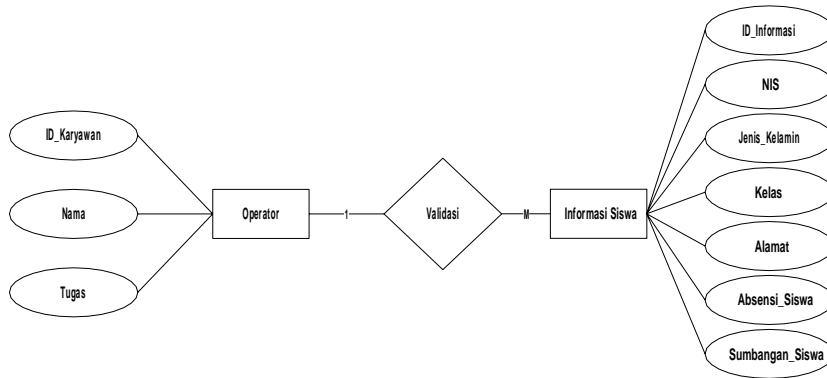 ID_Karyawan
Nama
Tugas
Operator
1
Validasi
M
Informasi Siswa
ID_Informasi
NIS
Jenis_Kelamin
Kelas
Alamat
Absensi_Siswa
Sumbangan_Siswa